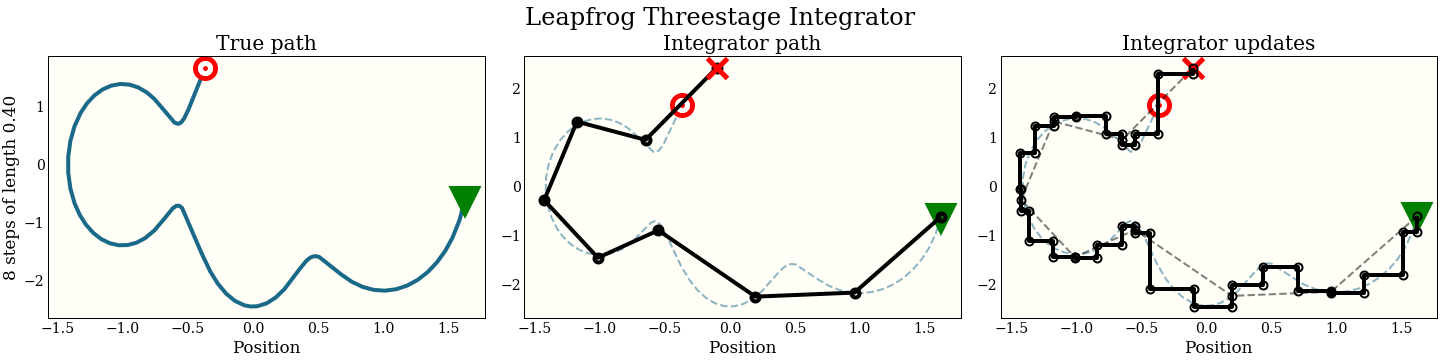 Leapfrog Threestage Integrator
True path
Integrator path
Integrator updates
8 steps of length 0.40
1
0
−1
−2
−1.5 −1.0 −0.5 0.0 0.5 1.0 1.5
Position
2
1
0
−1
−2
−1.5 −1.0 −0.5 0.0 0.5 1.0 1.5
Position
2
1
0
−1
−2
−1.5 −1.0 −0.5 0.0 0.5 1.0 1.5
Position